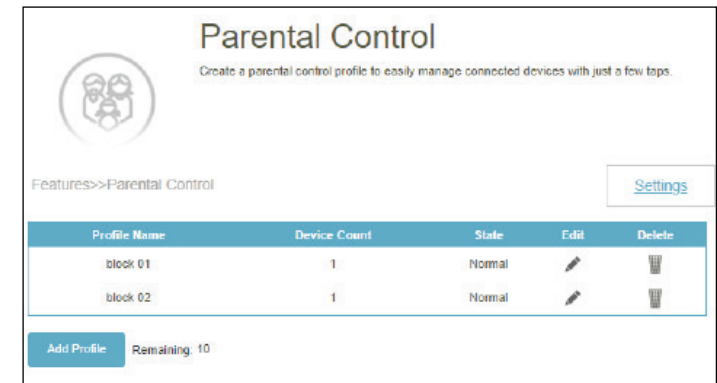 Parental Control
Create a parental control profile to easily manage connected devices with just a few taps.
Features>>Parental Control
Settings
Profile Name Device Count State Edit Delete
block 01 1 Normal
block 02 1 Normal
Add Profile Remaining: 10